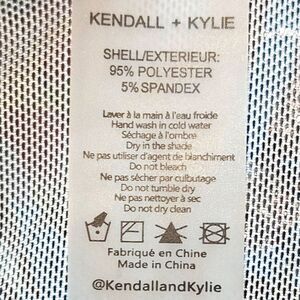 KENDALL + KYLIE
SHELL/EXTERIEUR:
95% POLYESTER
5% SPANDEX
Laver à la main à l'eau froide
Hand wash in cold water
Séchage à l'ombre
Dry in the shade
Ne pas utiliser d'agent de blanchiment
Do not bleach
Ne pas sécher par culbutage
Do not tumble dry
Ne pas nettoyer à sec
Do not dry clean
Fabriqué en Chine
Made in China
@KendallandKylie